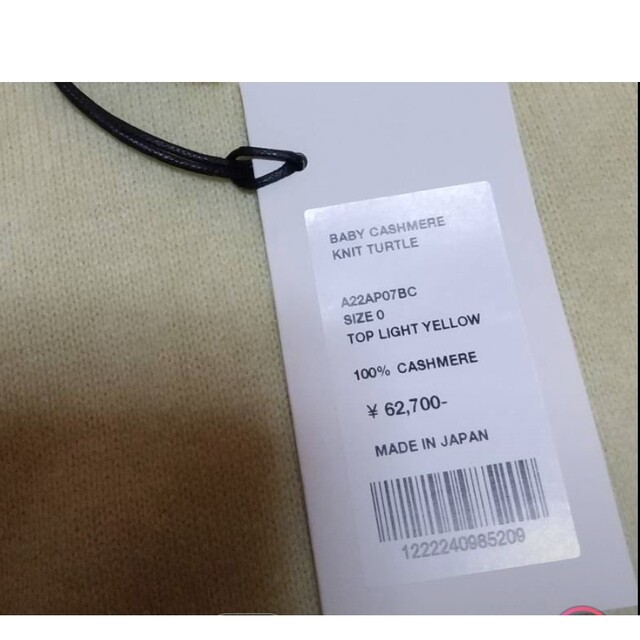 BABY CASHMERE
KNIT TURTLE
A22AP07BC
SIZE 0
TOP LIGHT YELLOW
100% CASHMERE
¥ 62,700-
MADE IN JAPAN
1222240985209